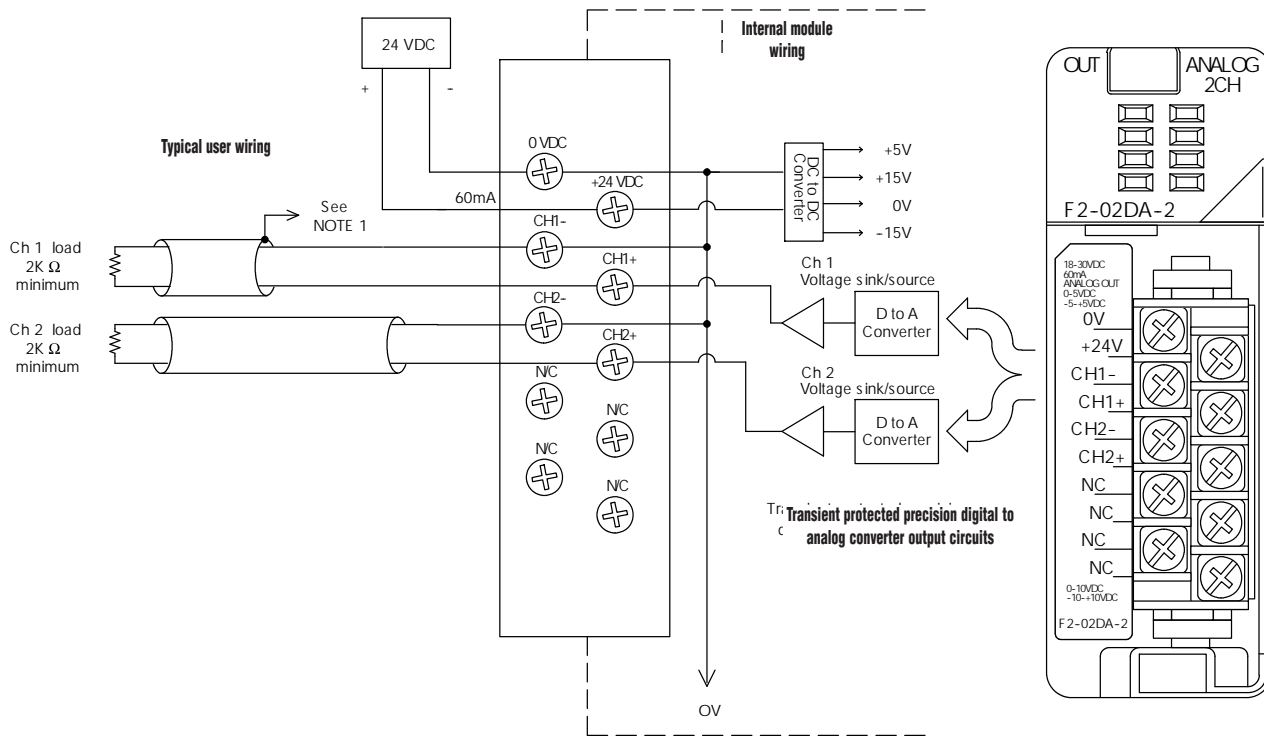 24 VDC
+
-
Internal module
wiring
Typical user wiring
0 VDC
+24 VDC
60mA
See
NOTE 1
CH1-
CH1+
CH2-
CH2+
N/C
N/C
N/C
N/C
Ch 1 load
2K Ω
minimum
Ch 2 load
2K Ω
minimum
DC to DC
Converter
+5V
+15V
0V
-15V
Ch 1
Voltage sink/source
D to A
Converter
Ch 2
Voltage sink/source
D to A
Converter
Transient protected precision digital to
analog converter output circuits
OV
OUT
ANALOG
2CH
F2-02DA-2
18-30VDC
60mA
ANALOG OUT
0-5VDC
-5-+5VDC
0V
+24V
CH1-
CH1+
CH2-
CH2+
NC
NC
NC
NC
0-10VDC
-10-+10VDC
F2-02DA-2